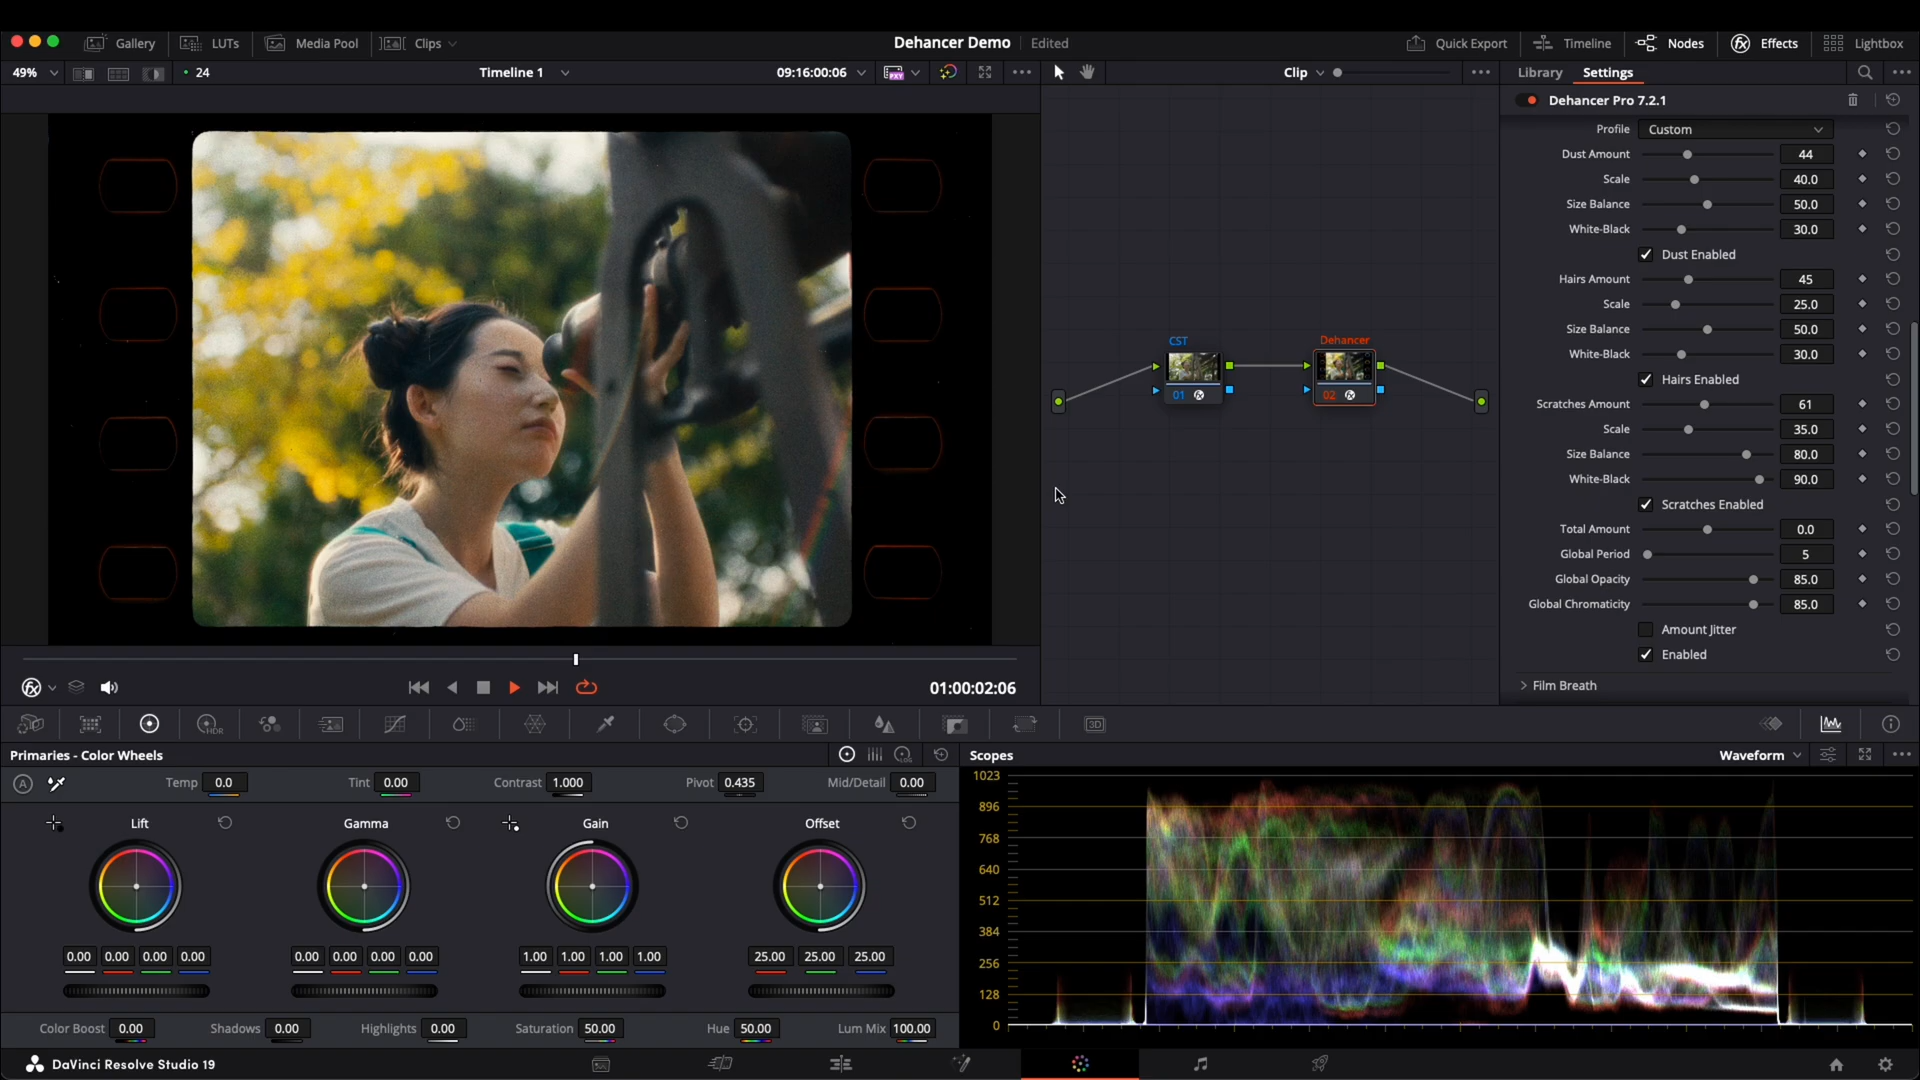 Gallery LUTs Media Pool Clips Dehancer Demo Edited Quick Export Timeline Nodes Effects Lightbox
49% 24 Timeline 1 09:16:00:06 PXY Clip Library Settings
Dehancer Pro 7.2.1
Profile Custom
Dust Amount 44
Scale 40.0
Size Balance 50.0
White-Black 30.0
Dust Enabled
Hairs Amount 45
Scale 25.0
Size Balance 50.0
White-Black 30.0
Hairs Enabled
Scratches Amount 61
Scale 35.0
Size Balance 80.0
White-Black 90.0
Scratches Enabled
Total Amount 0.0
Global Period 5
Global Opacity 85.0
Global Chromaticity 85.0
Amount Jitter
Enabled
Film Breath
CST Dehancer
01 02
01:00:02:06
HDR 3D
Primaries - Color Wheels Scopes Waveform
A Temp 0.0 Tint 0.00 Contrast 1.000 Pivot 0.435 Mid/Detail 0.00
Lift Gamma Gain Offset
0.00 0.00 0.00 0.00 0.00 0.00 0.00 0.00 1.00 1.00 1.00 1.00 25.00 25.00 25.00
Color Boost 0.00 Shadows 0.00 Highlights 0.00 Saturation 50.00 Hue 50.00 Lum Mix 100.00
1023
896
768
640
512
384
256
128
0
DaVinci Resolve Studio 19